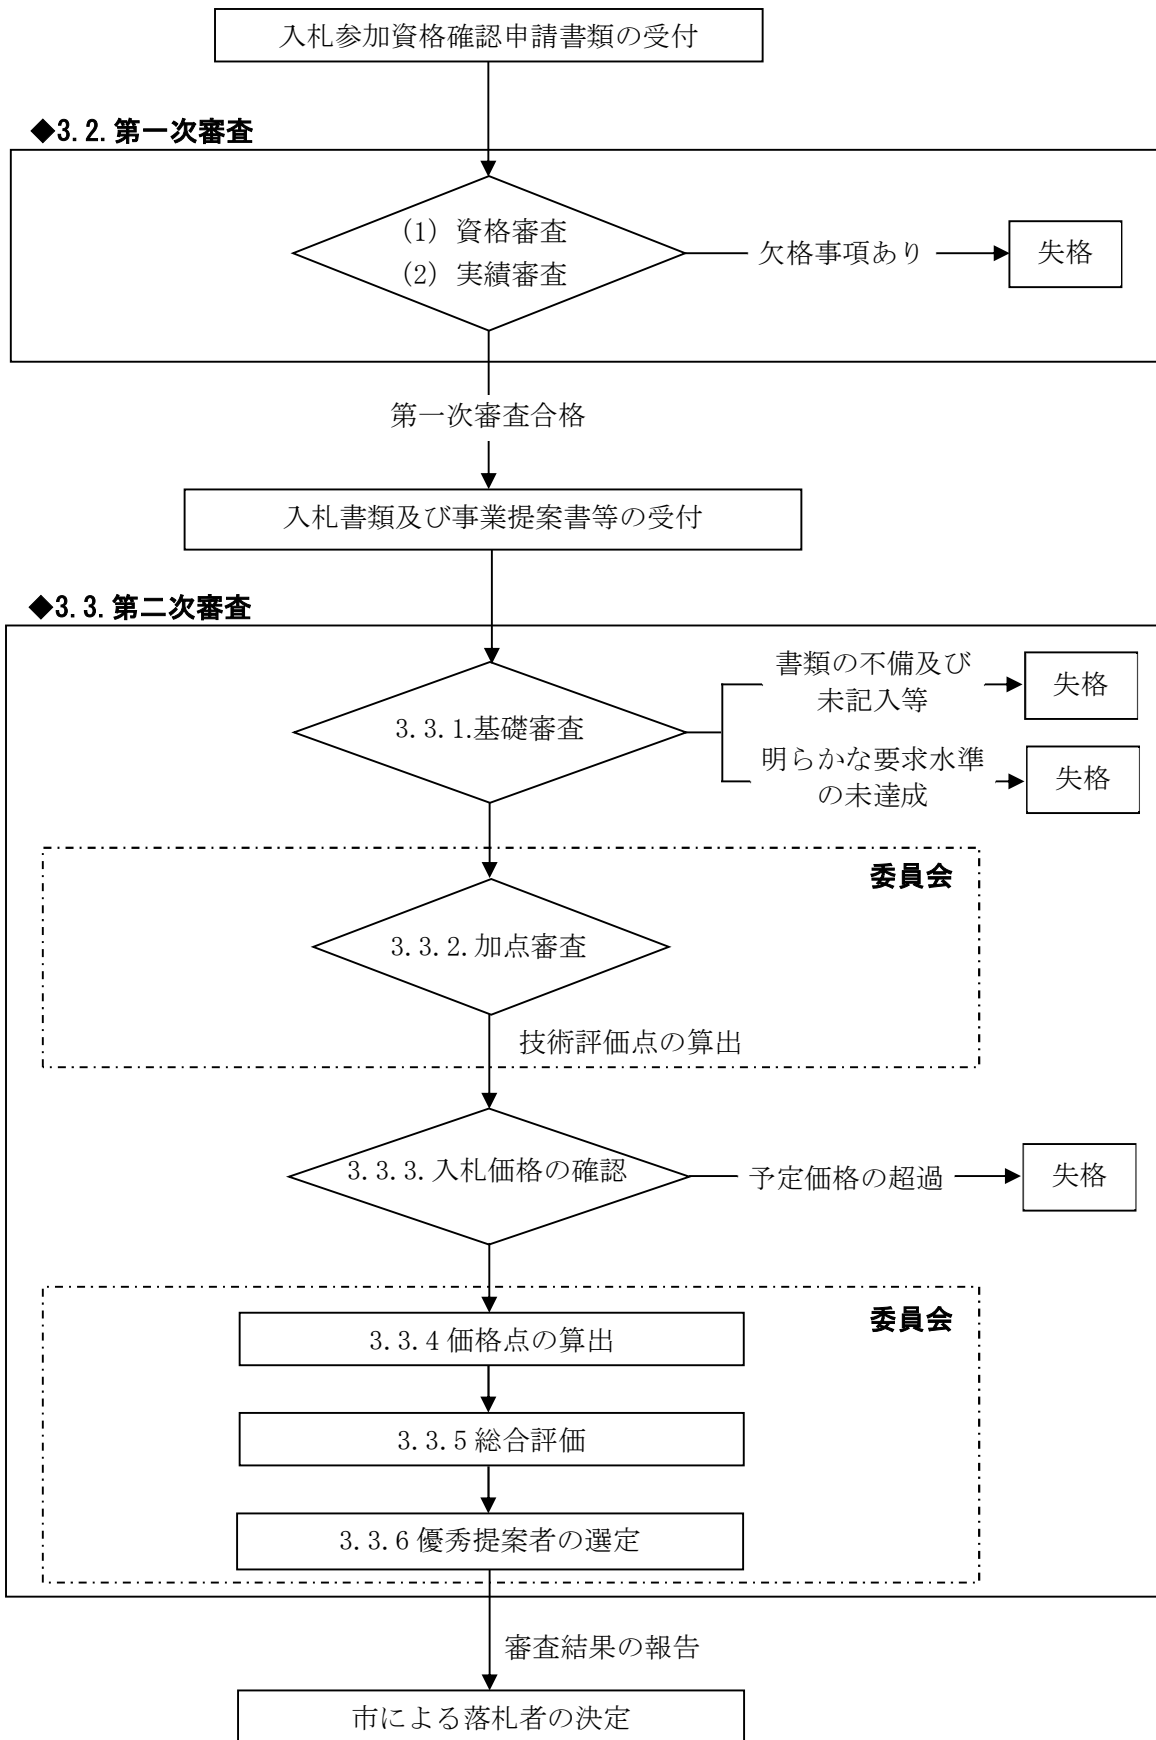 入札参加資格確認申請書類の受付
◆3.2.第一次審査
(1) 資格審査
(2) 実績審査
欠格事項あり
失格
第一次審査合格
入札書類及び事業提案書等の受付
◆3.3.第二次審査
3.3.1.基礎審査
書類の不備及び
未記入等
失格
明らかな要求水準
の未達成
失格
委員会
3.3.2.加点審査
技術評価点の算出
3.3.3.入札価格の確認
予定価格の超過
失格
委員会
3.3.4 価格点の算出
3.3.5 総合評価
3.3.6 優秀提案者の選定
審査結果の報告
市による落札者の決定